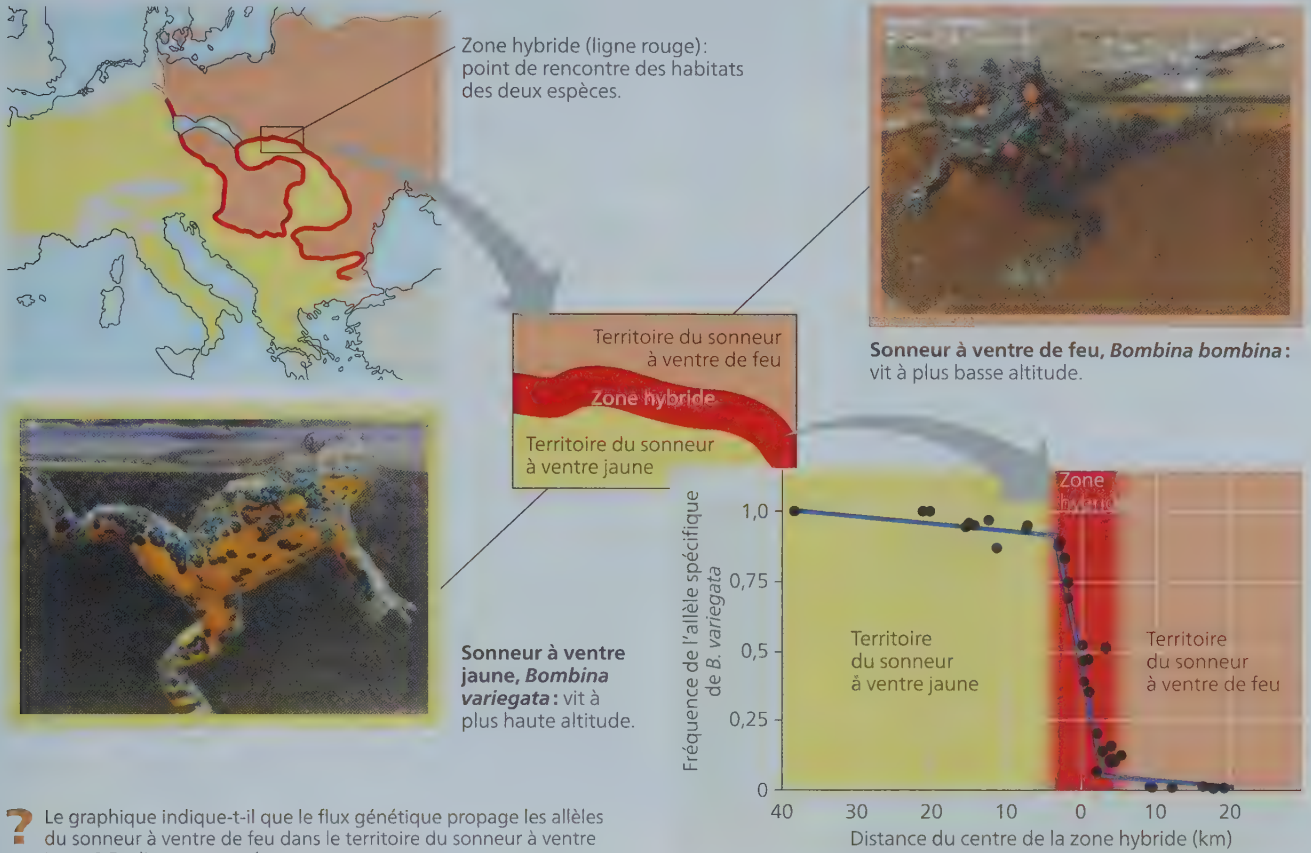 Zone hybride (ligne rouge):
point de rencontre des habitats
des deux espèces.
Sonneur à ventre de feu, Bombina bombina:
vit à plus basse altitude.
Territoire du sonneur
à ventre de feu
Zone hybride
Territoire du sonneur
à ventre jaune
Sonneur à ventre
jaune, Bombina
variegata: vit à
plus haute altitude.
Fréquence de l'allèle spécifique
de B. variegata
1,0
0,75
0,5
0,25
0
Zone
Territoire
du sonneur
à ventre jaune
Territoire
du sonneur
à ventre de feu
40 30 20 10 0 10 20
Distance du centre de la zone hybride (km)
? Le graphique indique-t-il que le flux génétique propage les allèles
du sonneur à ventre de feu dans le territoire du sonneur à ventre